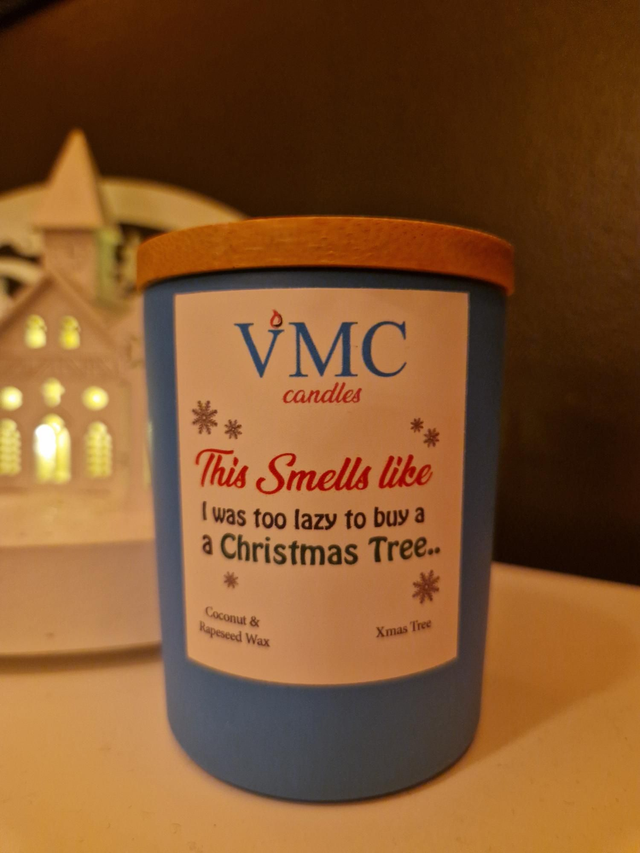 VMC
candles
This Smells like
I was too lazy to buy a
a Christmas Tree..
Coconut &
Rapeseed Wax
Xmas Tree